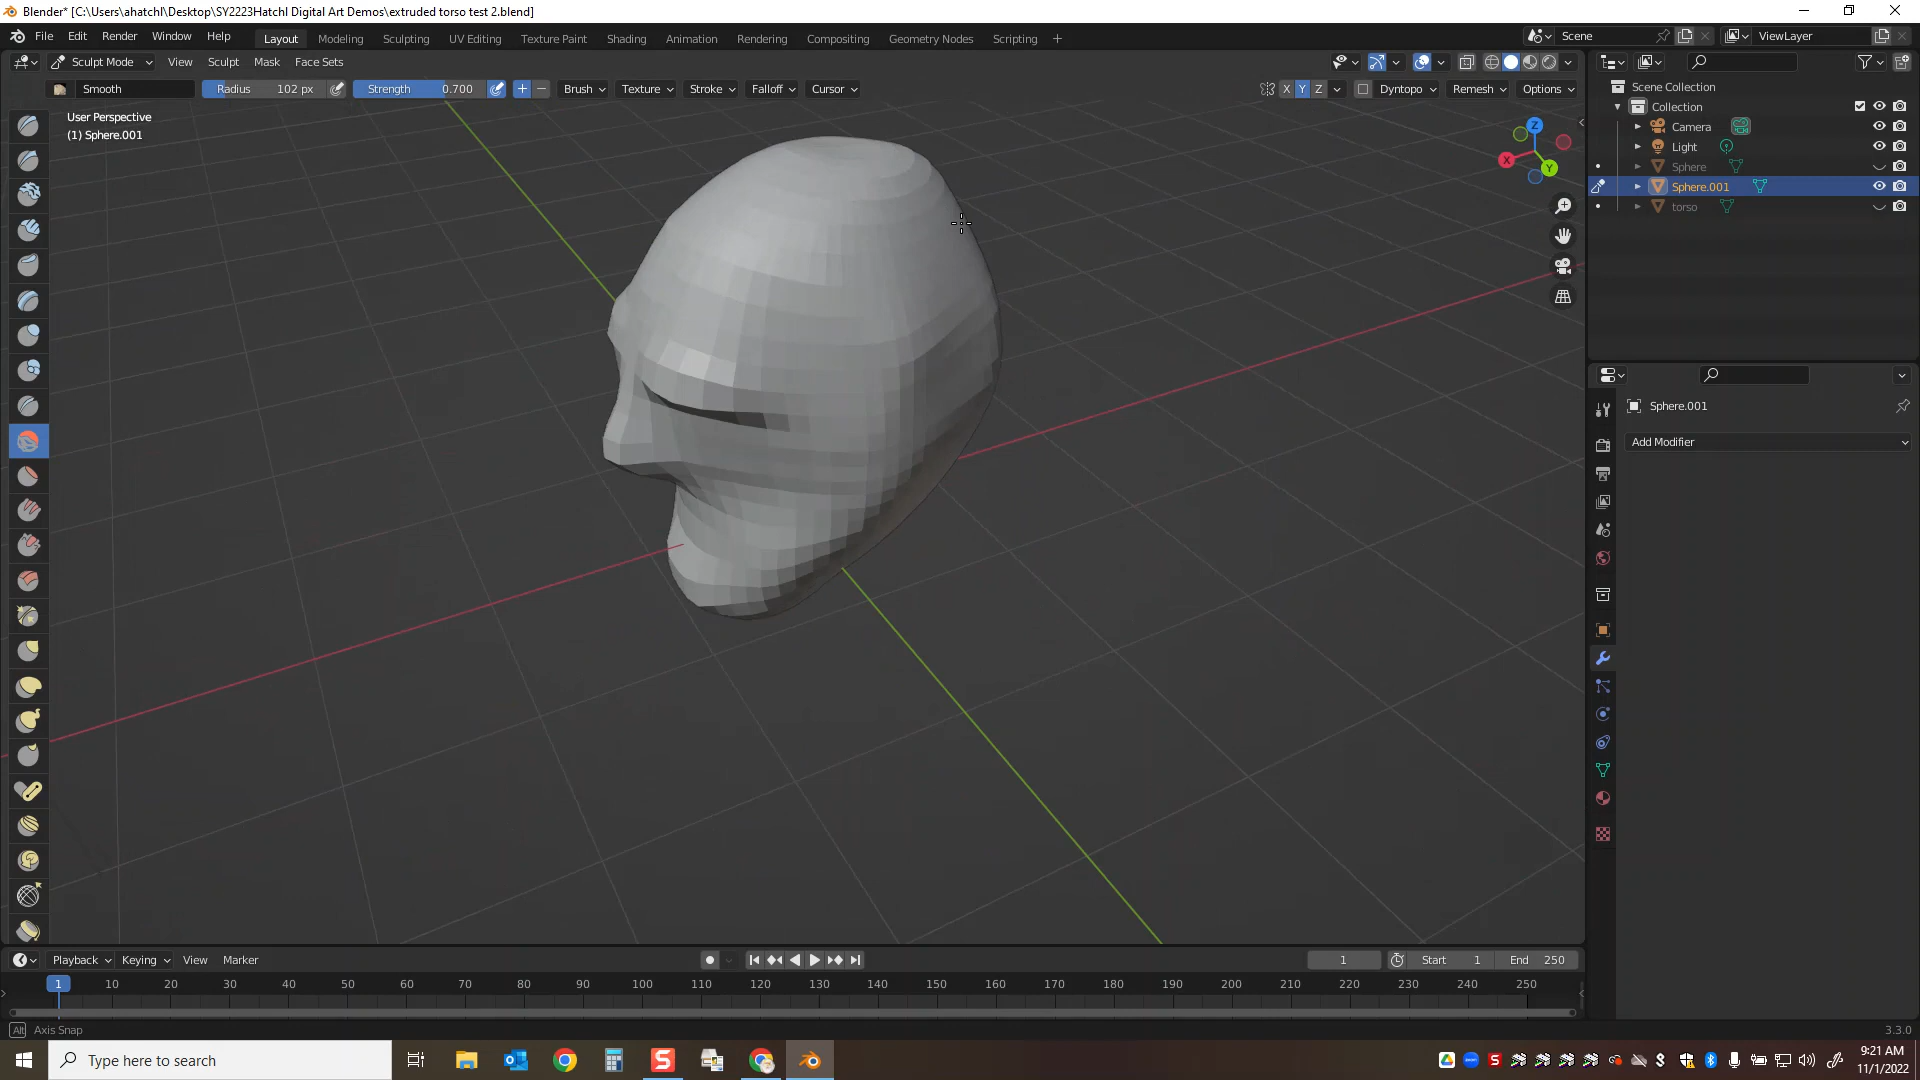 Blender* [C:\Users\ahatchl\Desktop\SY2223Hatchl Digital Art Demos\extruded torso test 2.blend]
File Edit Render Window Help Layout Modeling Sculpting UV Editing Texture Paint Shading Animation Rendering Compositing Geometry Nodes Scripting + Scene ViewLayer
Sculpt Mode View Sculpt Mask Face Sets
Smooth Radius 102 px Strength 0.700 Brush Texture Stroke Falloff Cursor X Y Z Dyntopo Remesh Options
User Perspective
(1) Sphere.001
Z
X
Y
Scene Collection
Collection
Camera
Light
Sphere
Sphere.001
torso
Sphere.001
Add Modifier
Playback Keying View Marker 1 Start 1 End 250
1 10 20 30 40 50 60 70 80 90 100 110 120 130 140 150 160 170 180 190 200 210 220 230 240 250
Alt Axis Snap 3.3.0
Type here to search
9:21 AM
11/1/2022